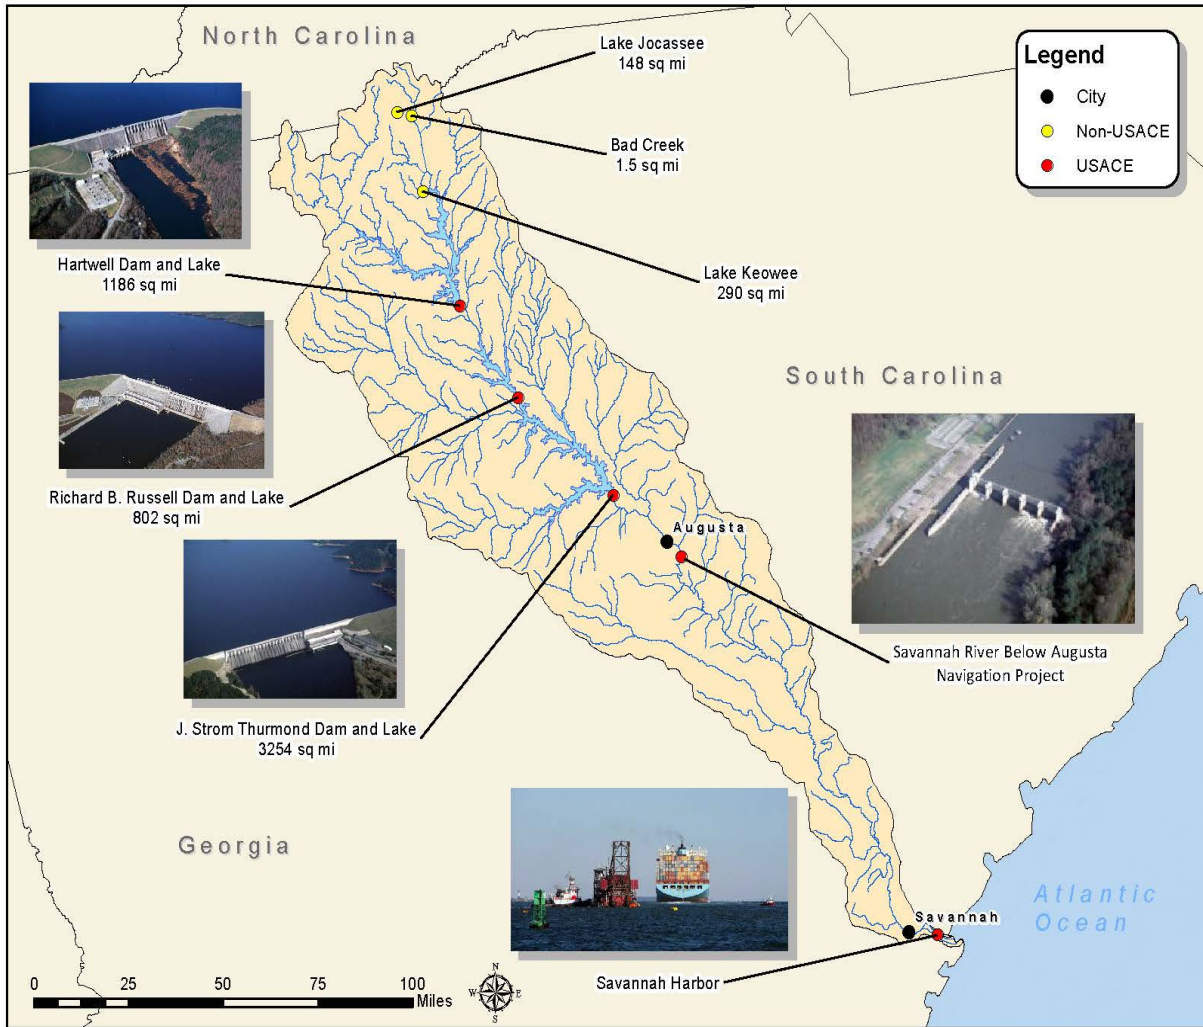 North Carolina
Lake Jocassee
148 sq mi
Legend
City
Non-USACE
USACE
Bad Creek
1.5 sq mi
Hartwell Dam and Lake
1186 sq mi
Lake Keowee
290 sq mi
South Carolina
Richard B. Russell Dam and Lake
802 sq mi
Augusta
Savannah River Below Augusta
Navigation Project
J. Strom Thurmond Dam and Lake
3254 sq mi
Georgia
Atlantic
Ocean
Savannah
Savannah Harbor
0 25 50 75 100
Miles
N
W E
S